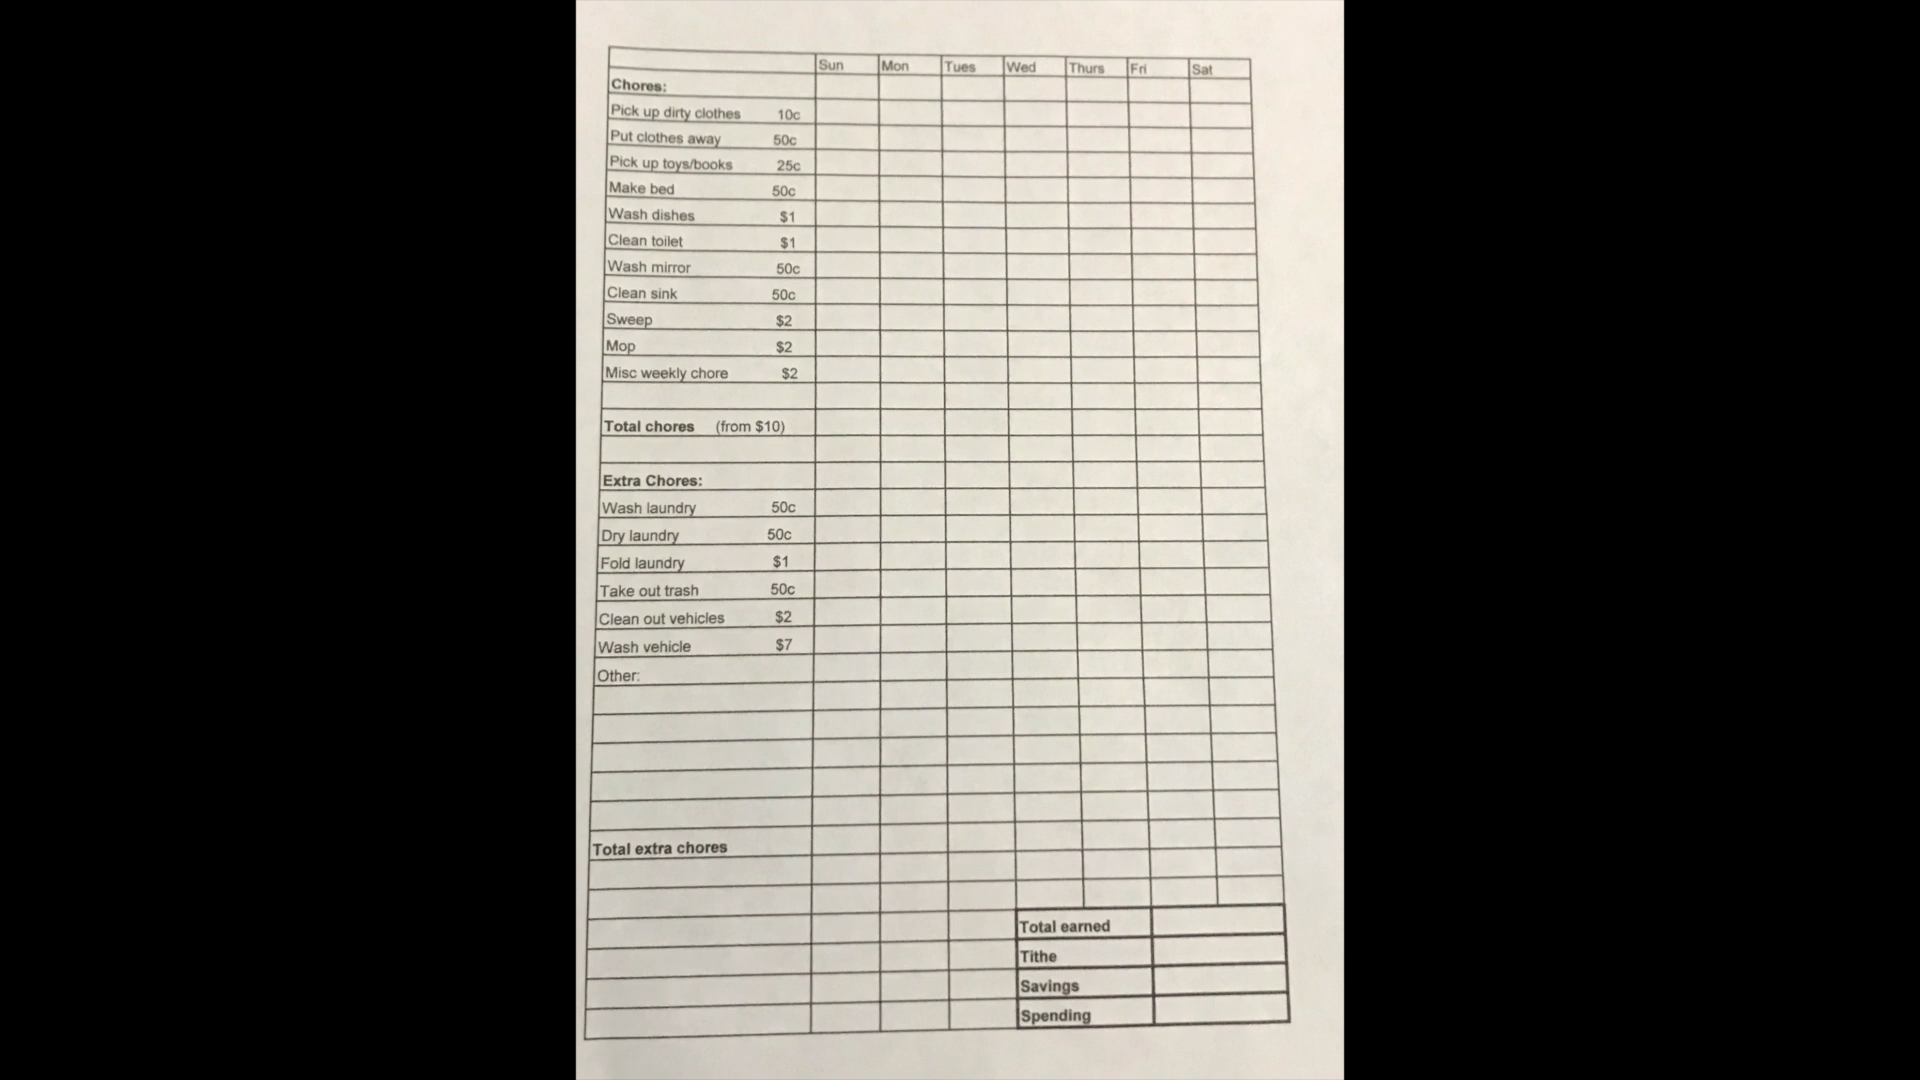 Sun Mon Tues Wed Thurs Fri Sat
Chores:
Pick up dirty clothes 10c
Put clothes away 50c
Pick up toys/books 25c
Make bed 50c
Wash dishes $1
Clean toilet $1
Wash mirror 50c
Clean sink 50c
Sweep $2
Mop $2
Misc weekly chore $2
Total chores (from $10)
Extra Chores:
Wash laundry 50c
Dry laundry 50c
Fold laundry $1
Take out trash 50c
Clean out vehicles $2
Wash vehicle $7
Other:
Total extra chores
Total earned
Tithe
Savings
Spending